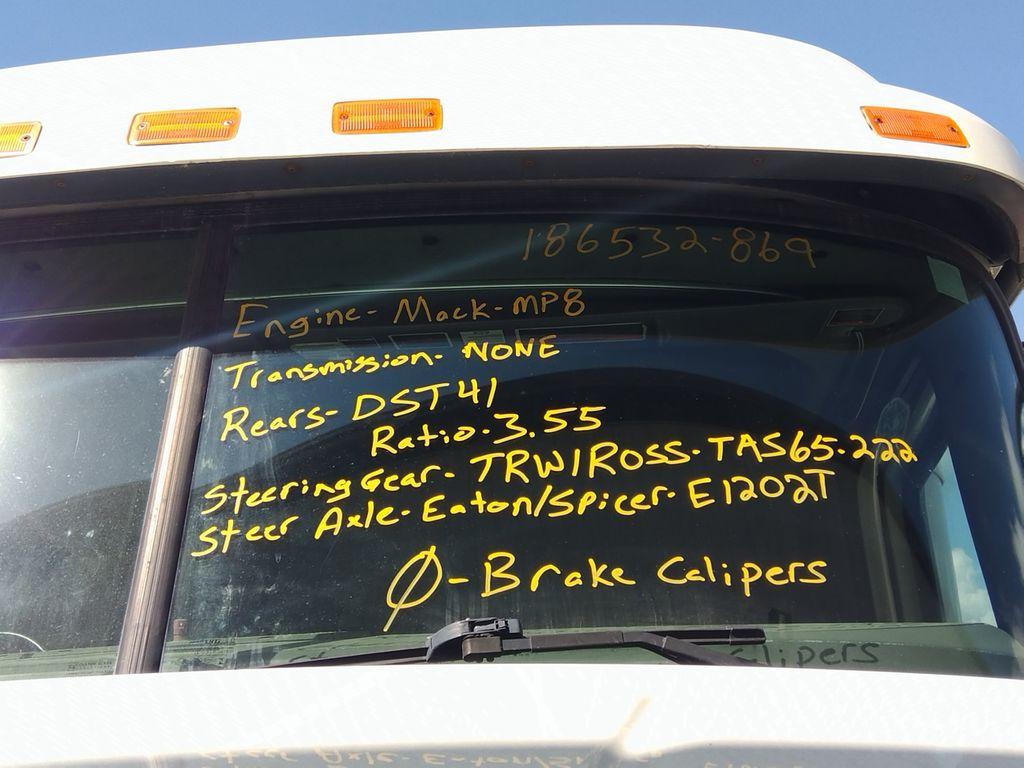 186532-869
Engine- Mack- MP8
Transmission- NONE
Rears- DST41
Ratio- 3.55
Steering Gear- TRW/ROSS- TAS65-222
Steer Axle- Eaton/Spicer- E1202T
Ø- Brake Calipers